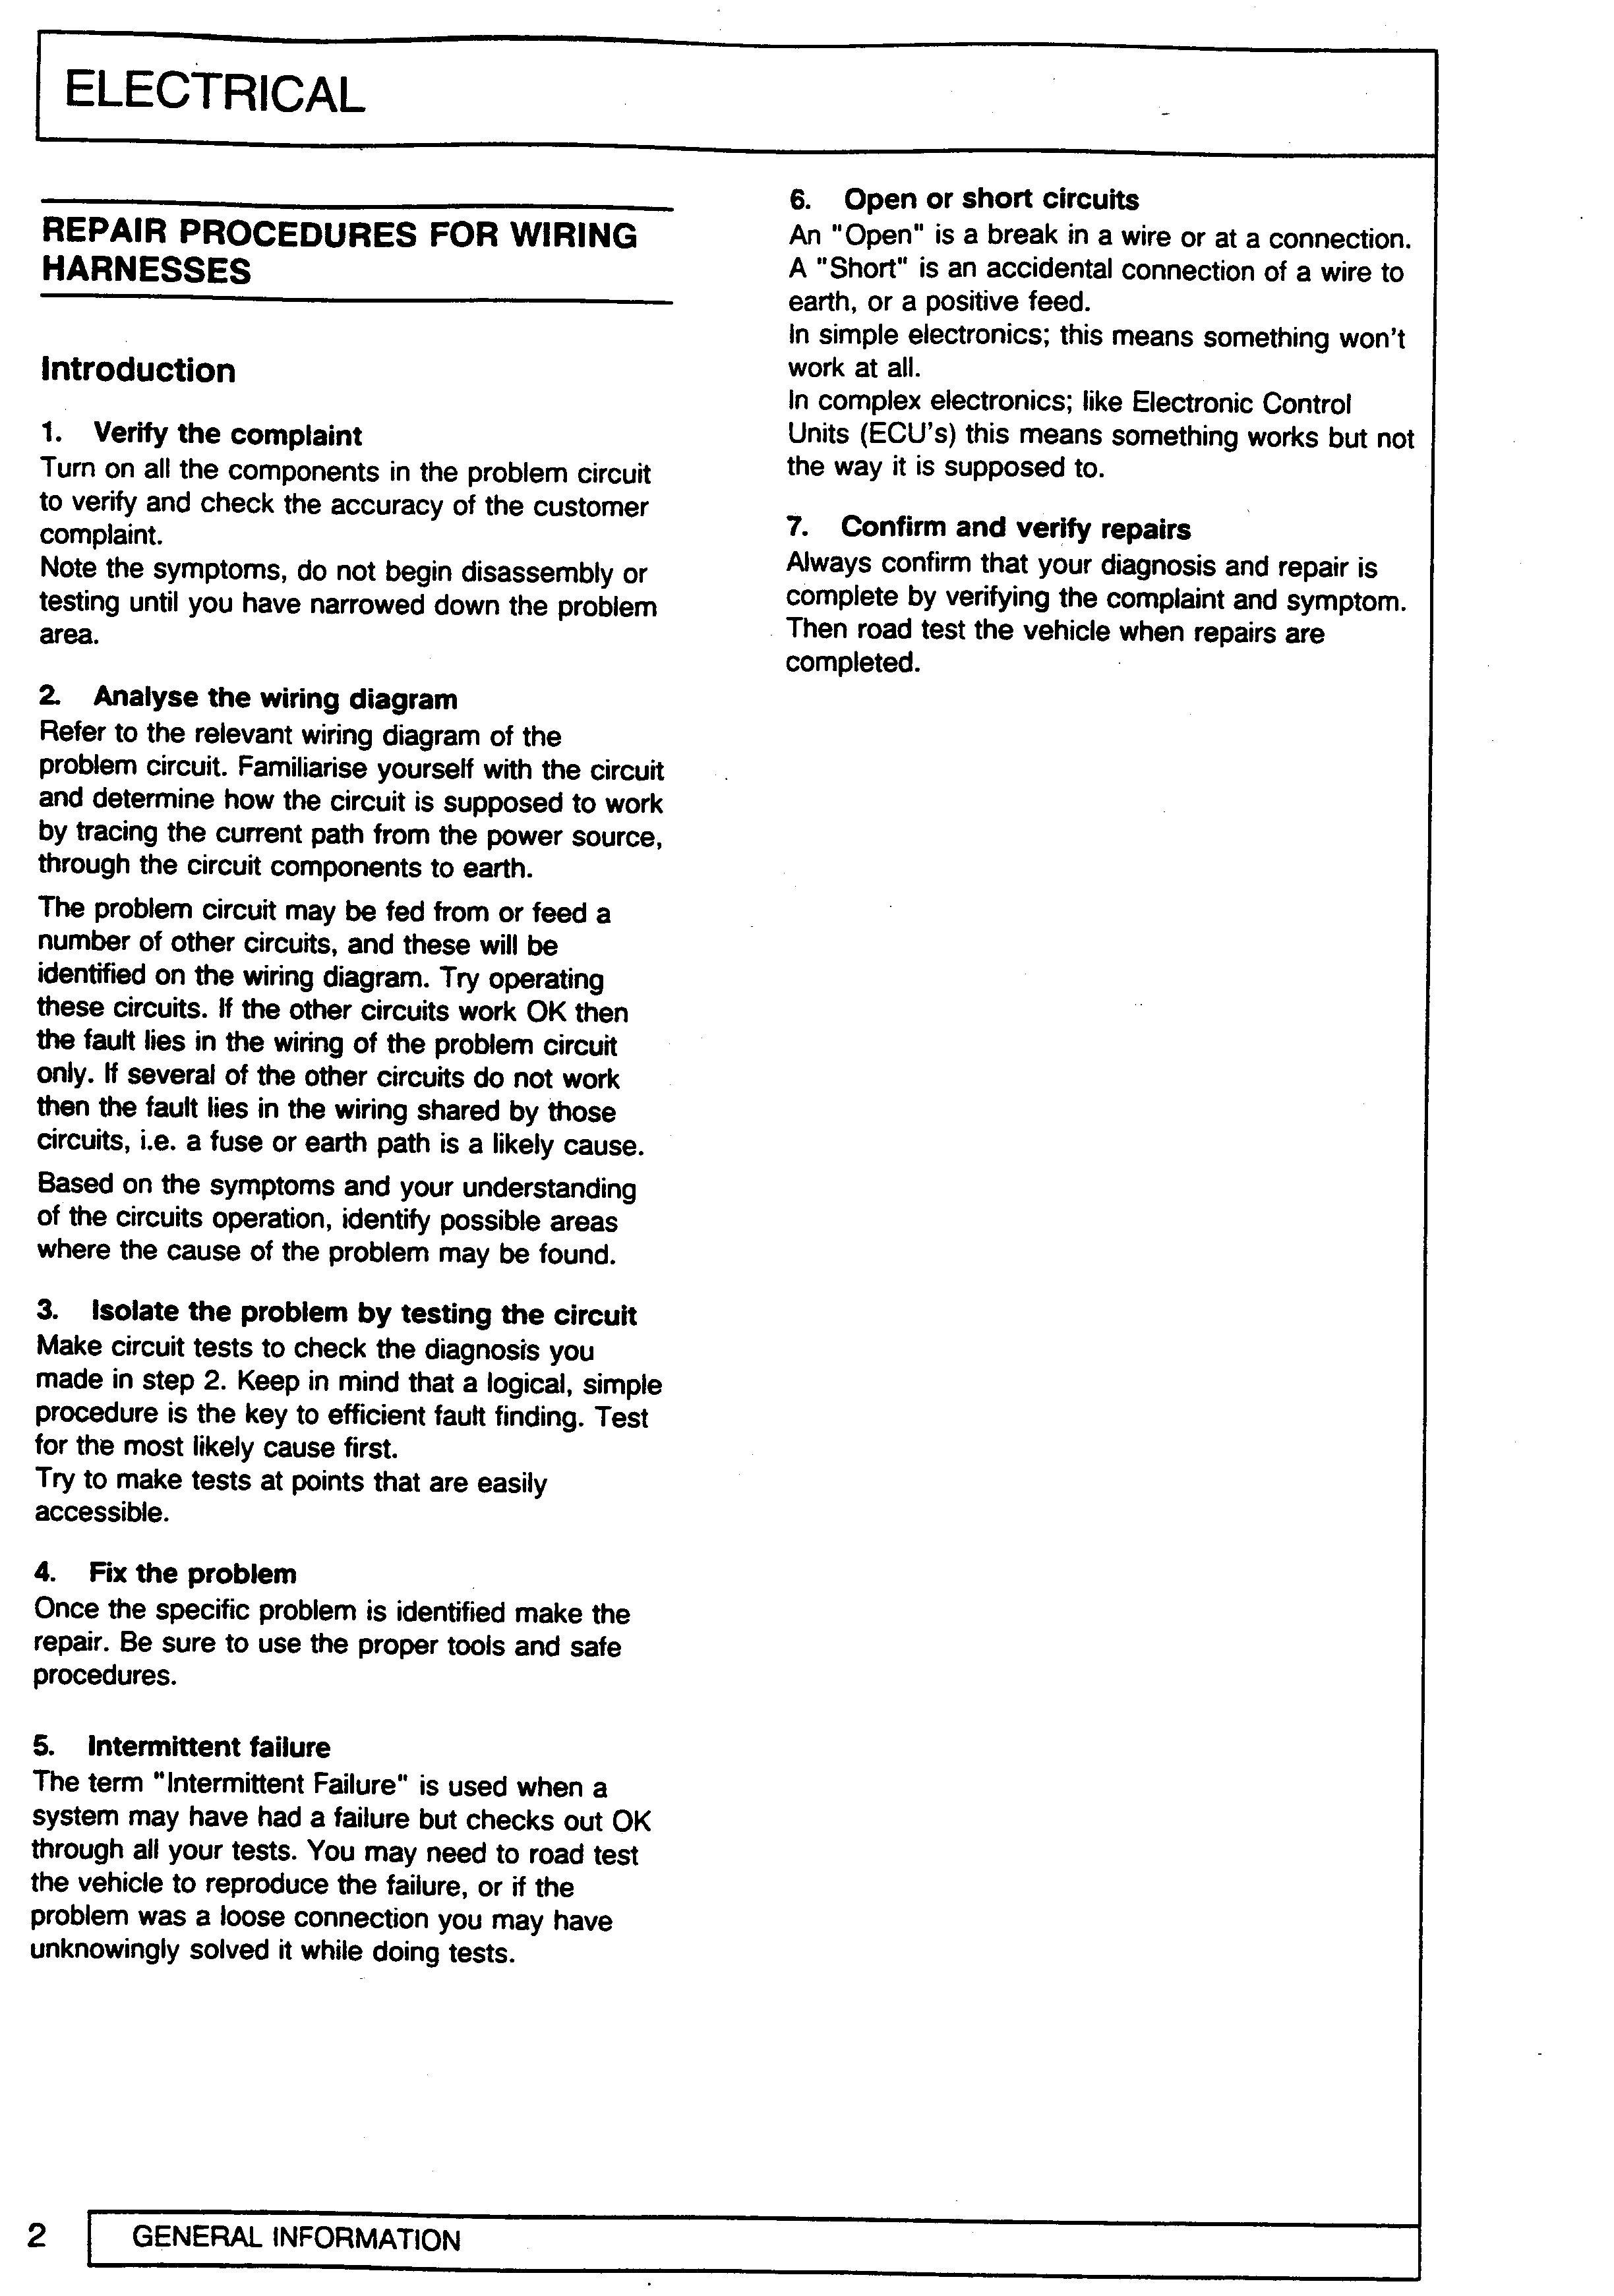 ELECTRICAL
REPAIR PROCEDURES FOR WIRING
HARNESSES
Introduction
1. Verify the complaint
Turn on all the components in the problem circuit
to verify and check the accuracy of the customer
complaint.
Note the symptoms, do not begin disassembly or
testing until you have narrowed down the problem
area.
2. Analyse the wiring diagram
Refer to the relevant wiring diagram of the
problem circuit. Familiarise yourself with the circuit
and determine how the circuit is supposed to work
by tracing the current path from the power source,
through the circuit components to earth.
The problem circuit may be fed from or feed a
number of other circuits, and these will be
identified on the wiring diagram. Try operating
these circuits. If the other circuits work OK then
the fault lies in the wiring of the problem circuit
only. If several of the other circuits do not work
then the fault lies in the wiring shared by those
circuits, i.e. a fuse or earth path is a likely cause.
Based on the symptoms and your understanding
of the circuits operation, identify possible areas
where the cause of the problem may be found.
3. Isolate the problem by testing the circuit
Make circuit tests to check the diagnosis you
made in step 2. Keep in mind that a logical, simple
procedure is the key to efficient fault finding. Test
for the most likely cause first.
Try to make tests at points that are easily
accessible.
4. Fix the problem
Once the specific problem is identified make the
repair. Be sure to use the proper tools and safe
procedures.
5. Intermittent failure
The term "Intermittent Failure" is used when a
system may have had a failure but checks out OK
through all your tests. You may need to road test
the vehicle to reproduce the failure, or if the
problem was a loose connection you may have
unknowingly solved it while doing tests.
6. Open or short circuits
An "Open" is a break in a wire or at a connection.
A "Short" is an accidental connection of a wire to
earth, or a positive feed.
In simple electronics; this means something won't
work at all.
In complex electronics; like Electronic Control
Units (ECU's) this means something works but not
the way it is supposed to.
7. Confirm and verify repairs
Always confirm that your diagnosis and repair is
complete by verifying the complaint and symptom.
Then road test the vehicle when repairs are
completed.
2 GENERAL INFORMATION